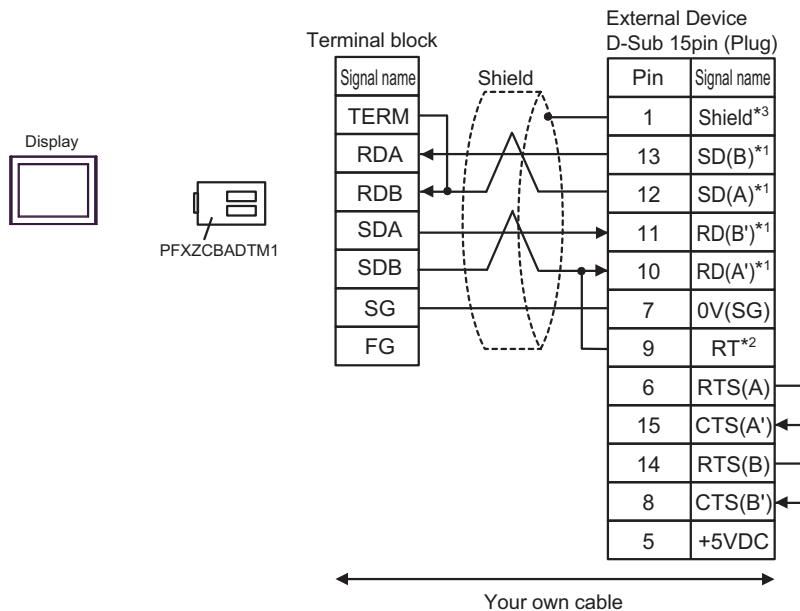 External Device
D-Sub 15pin (Plug)
Terminal block
Signal name
Shield
Pin Signal name
TERM
1 Shield*3
RDA
13 SD(B)*1
RDB
12 SD(A)*1
SDA
11 RD(B')*1
SDB
10 RD(A')*1
SG
7 0V(SG)
FG
9 RT*2
6 RTS(A)
15 CTS(A')
14 RTS(B)
8 CTS(B')
5 +5VDC
Display
PFXZCBADTM1
Your own cable